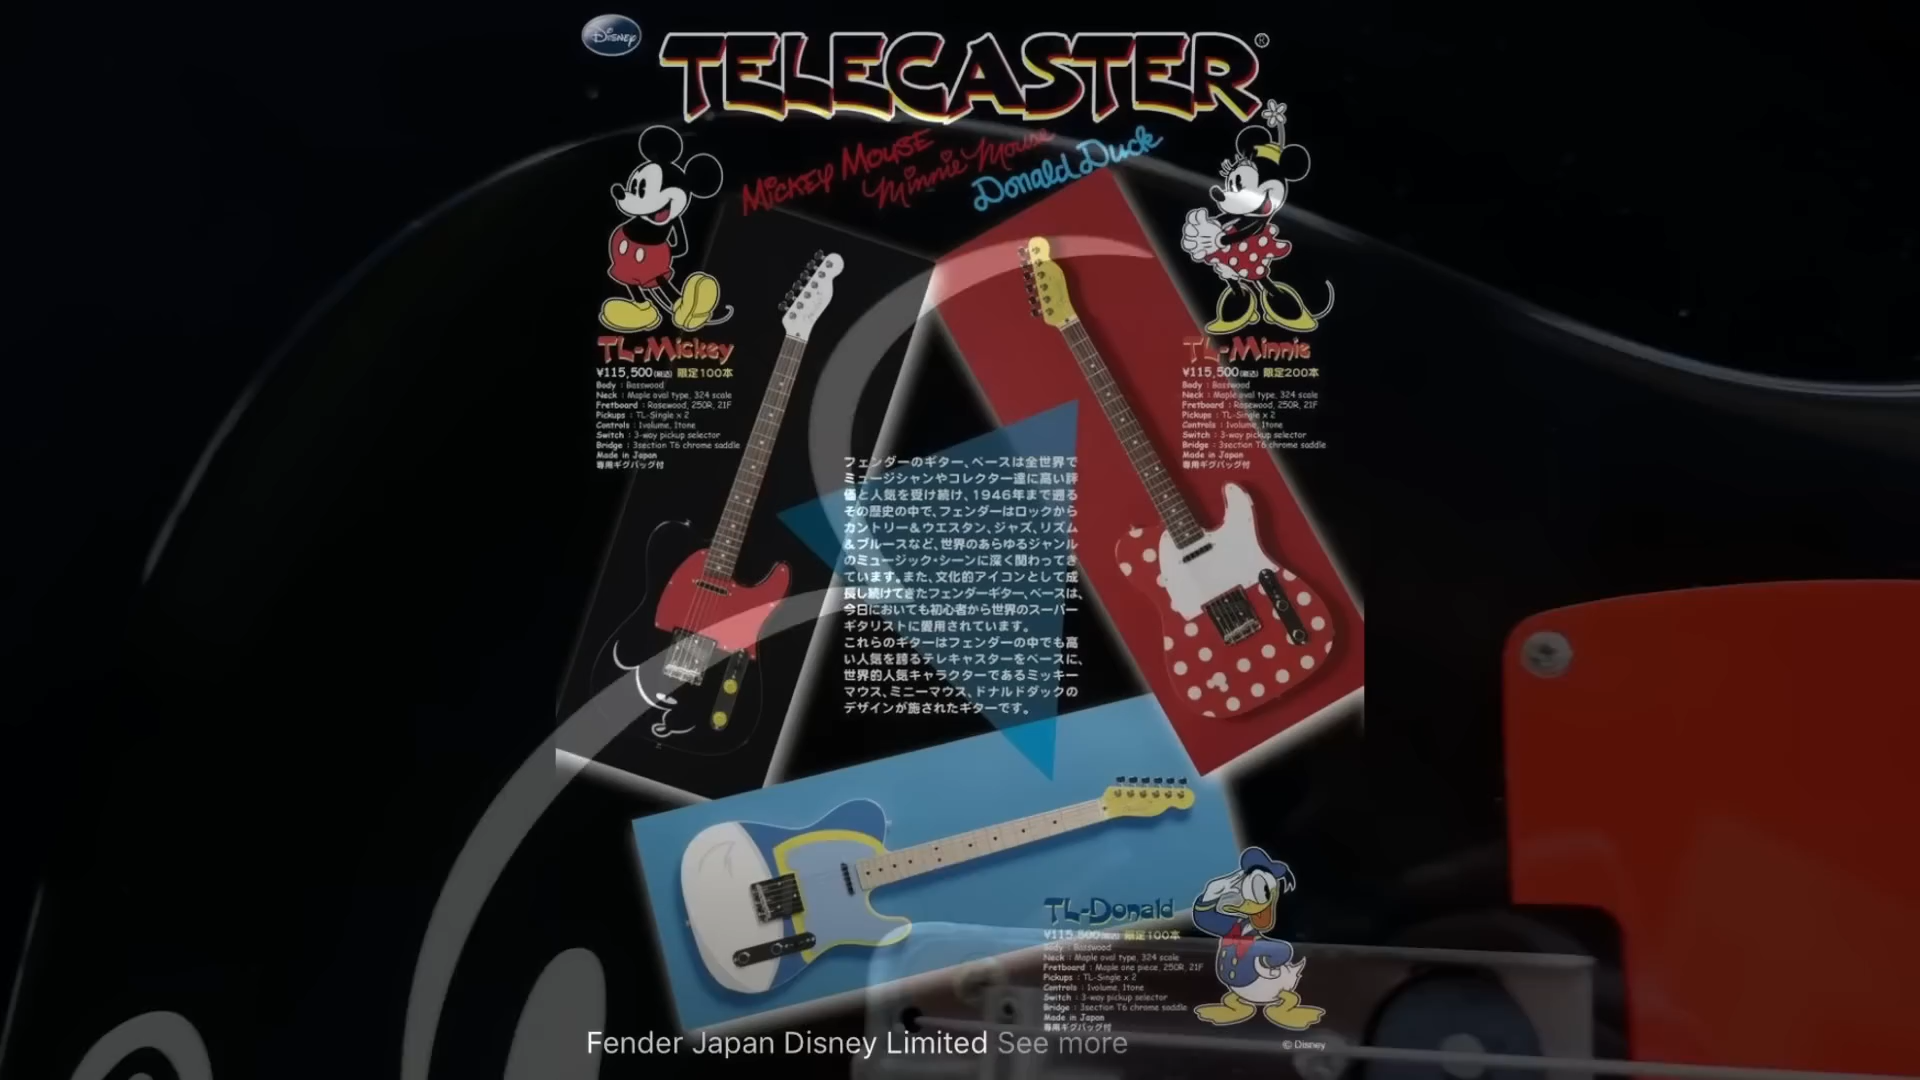 Disney
TELECASTER®
Mickey Mouse
Minnie Mouse
Donald Duck
TL-Mickey
¥115,500(税込) 限定100本
Body : Basswood
Neck : Maple oval type, 324 scale
Fretboard : Rosewood, 250R, 21F
Pickups : TL-Single x 2
Controls : 1volume, 1tone
Switch : 3-way pickup selector
Bridge : 3section T6 chrome saddle
Made in Japan
専用ギグバッグ付
TL-Minnie
¥115,500(税込) 限定200本
Body : Basswood
Neck : Maple oval type, 324 scale
Fretboard : Rosewood, 250R, 21F
Pickups : TL-Single x 2
Controls : 1volume, 1tone
Switch : 3-way pickup selector
Bridge : 3section T6 chrome saddle
Made in Japan
専用ギグバッグ付
フェンダーのギター、ベースは全世界で
ミュージシャンやコレクター達に高い評
価と人気を受け続け、1946年まで遡る
その歴史の中で、フェンダーはロックから
カントリー＆ウエスタン、ジャズ、リズム
＆ブルースなど、世界のあらゆるジャンル
のミュージック・シーンに深く関わってき
ています。また、文化的アイコンとして成
長し続けてきたフェンダーギター、ベースは、
今日においても初心者から世界のスーパー
ギタリストに愛用されています。
これらのギターはフェンダーの中でも高
い人気を誇るテレキャスターをベースに、
世界的人気キャラクターであるミッキー
マウス、ミニーマウス、ドナルドダックの
デザインが施されたギターです。
TL-Donald
¥115,500(税込) 限定100本
Body : Basswood
Neck : Maple oval type, 324 scale
Fretboard : Maple one piece, 250R, 21F
Pickups : TL-Single x 2
Controls : 1volume, 1tone
Switch : 3-way pickup selector
Bridge : 3section T6 chrome saddle
Made in Japan
専用ギグバッグ付
© Disney
Fender Japan Disney Limited See more